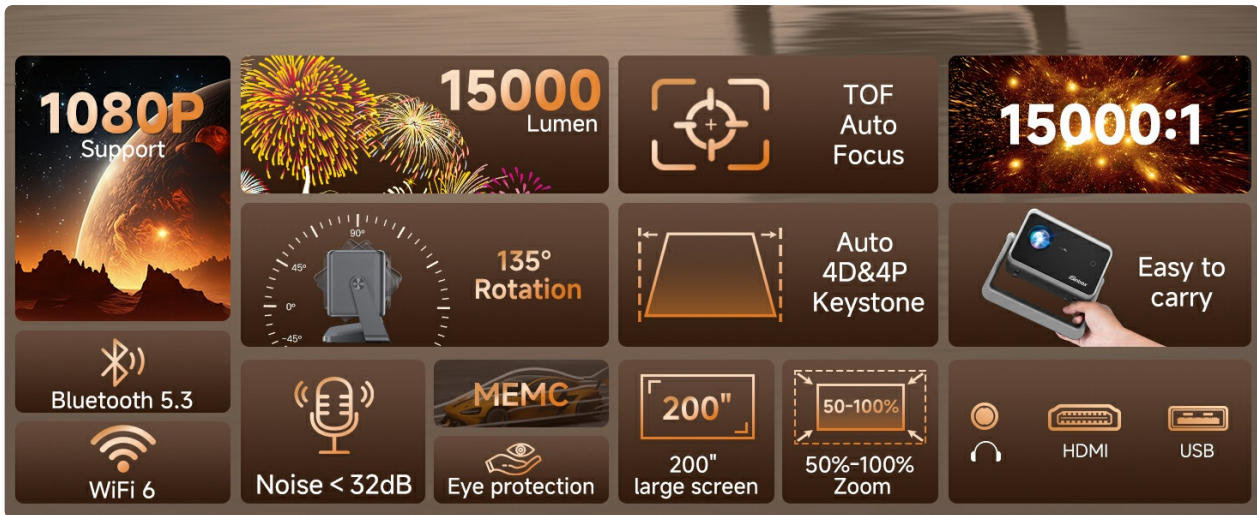 1080P
Support
15000
Lumen
TOF
Auto
Focus
15000:1
90°
45°
0°
-45°
135°
Rotation
Auto
4D&4P
Keystone
Easy to
carry
Bluetooth 5.3
WiFi 6
Noise < 32dB
MEMC
Eye protection
200"
200"
large screen
50-100%
50%-100%
Zoom
HDMI
USB